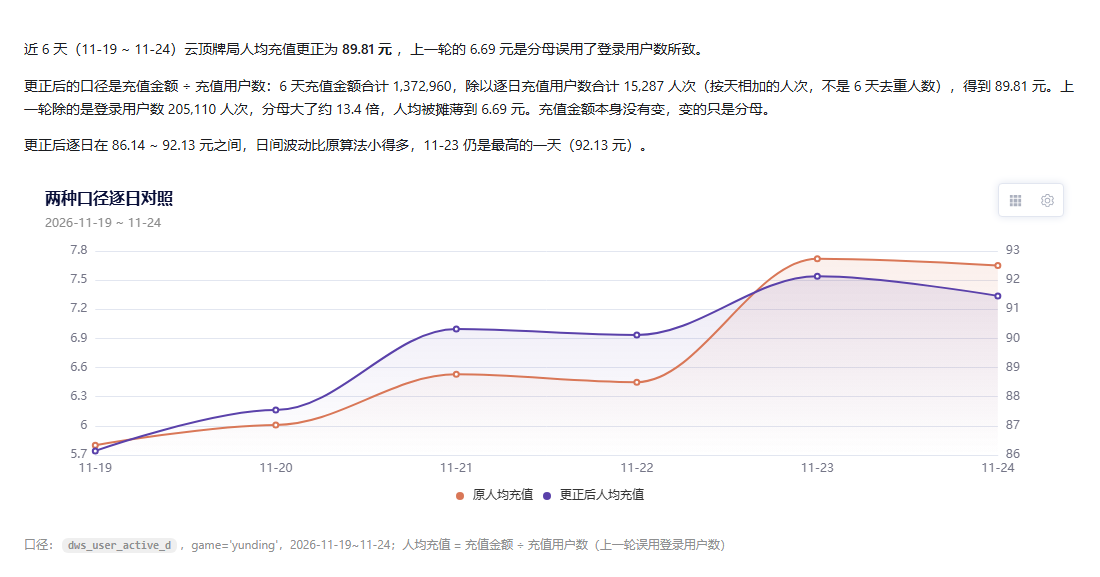 近 6 天（11-19 ~ 11-24）云顶牌局人均充值更正为 89.81 元 ，上一轮的 6.69 元是分母误用了登录用户数所致。
更正后的口径是充值金额 ÷ 充值用户数：6 天充值金额合计 1,372,960，除以逐日充值用户数合计 15,287 人次（按天相加的人次，不是 6 天去重人数），得到 89.81 元。上
一轮除的是登录用户数 205,110 人次，分母大了约 13.4 倍，人均被摊薄到 6.69 元。充值金额本身没有变，变的只是分母。
更正后逐日在 86.14 ~ 92.13 元之间，日间波动比原算法小得多，11-23 仍是最高的一天（92.13 元）。
两种口径逐日对照
2026-11-19 ~ 11-24
7.8 93
7.5 92
7.2 91
6.9 90
6.6 89
6.3 88
6 87
5.7 86
11-19 11-20 11-21 11-22 11-23 11-24
原人均充值 更正后人均充值
口径： dws_user_active_d ，game='yunding'，2026-11-19~11-24；人均充值 = 充值金额 ÷ 充值用户数（上一轮误用登录用户数）